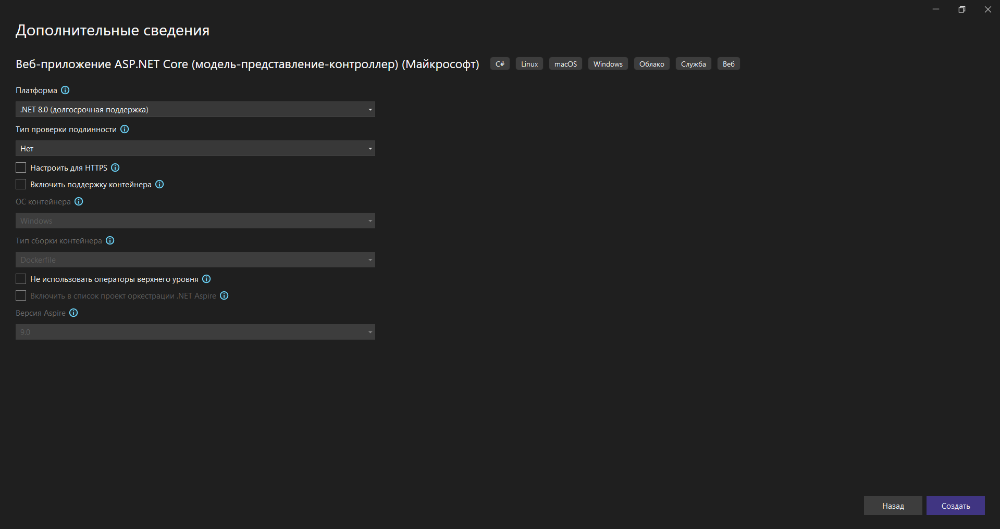 Дополнительные сведения
Веб-приложение ASP.NET Core (модель-представление-контроллер) (Майкрософт) C# Linux macOS Windows Облако Служба Веб
Платформа
.NET 8.0 (долгосрочная поддержка)
Тип проверки подлинности
Нет
Настроить для HTTPS
Включить поддержку контейнера
ОС контейнера
Windows
Тип сборки контейнера
Dockerfile
Не использовать операторы верхнего уровня
Включить в список проект оркестрации .NET Aspire
Версия Aspire
9.0
Назад Создать